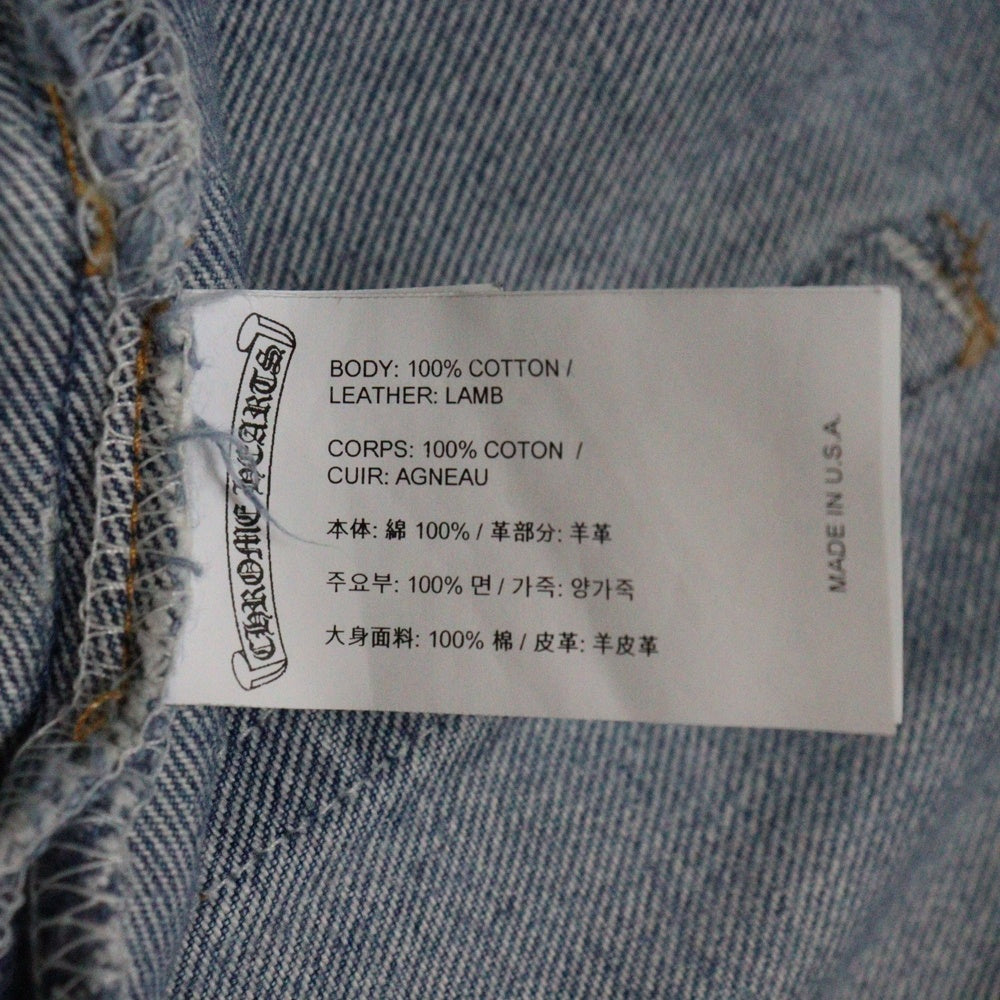 CHROME HEARTS
BODY: 100% COTTON /
LEATHER: LAMB
CORPS: 100% COTON /
CUIR: AGNEAU
本体: 綿 100% / 革部分: 羊革
주요부: 100% 면 / 가죽: 양가죽
大身面料: 100% 棉 / 皮革: 羊皮革
MADE IN U.S.A.